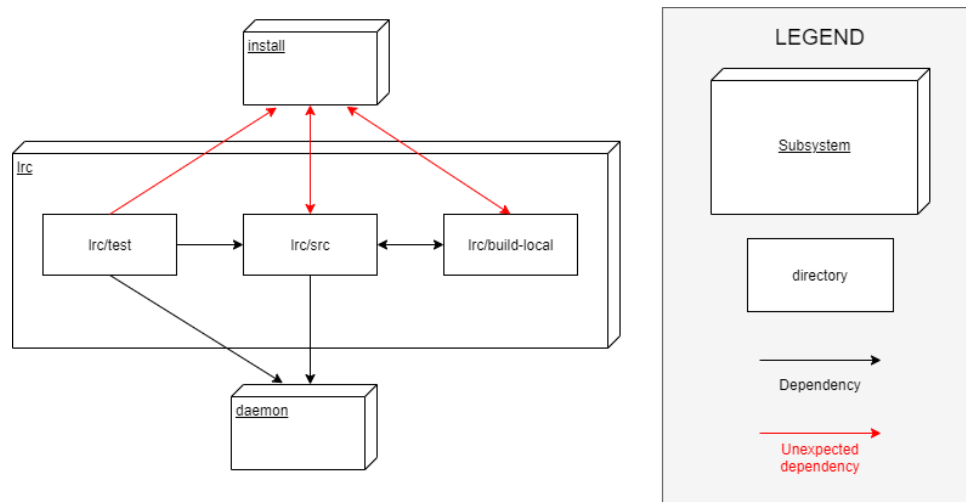 install
LEGEND
Subsystem
lrc
lrc/test
lrc/src
lrc/build-local
directory
Dependency
daemon
Unexpected
dependency